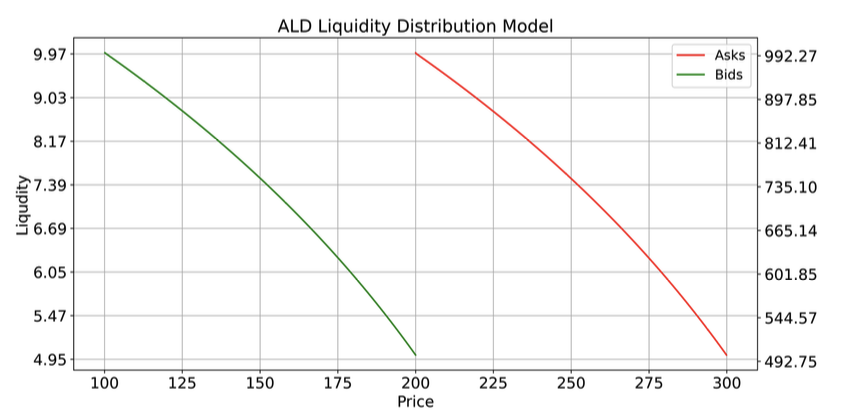 ALD Liquidity Distribution Model
9.97
9.03
8.17
7.39
6.69
6.05
5.47
4.95
Liqudity
992.27
897.85
812.41
735.10
665.14
601.85
544.57
492.75
Asks
Bids
100 125 150 175 200 225 250 275 300
Price